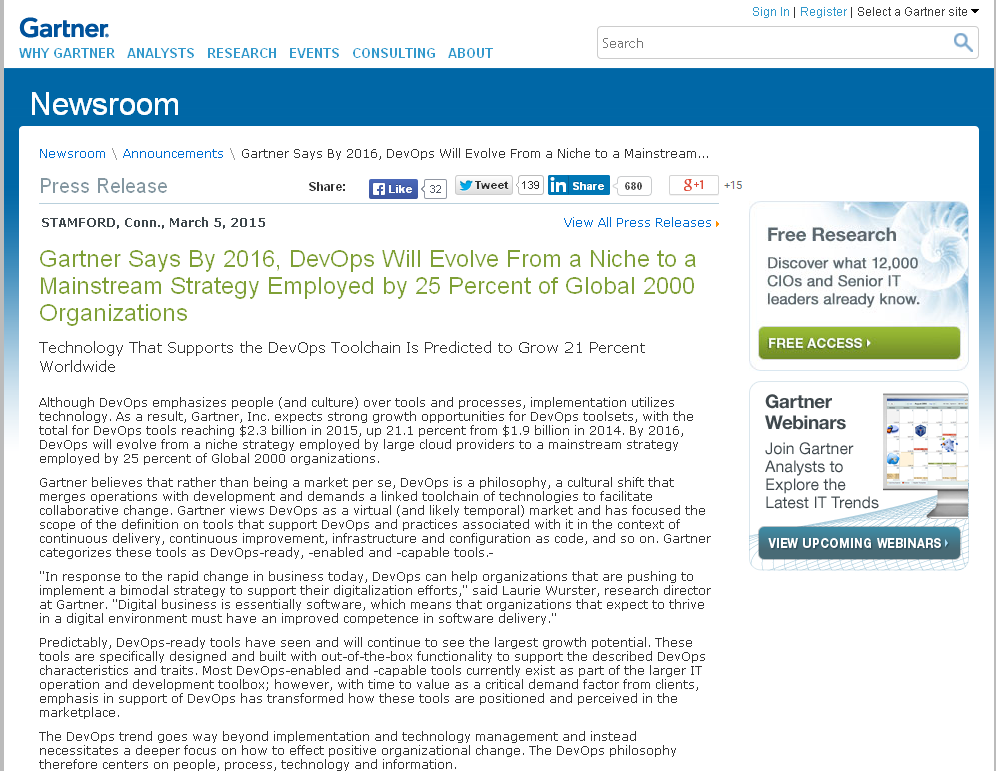 Sign In | Register | Select a Gartner site
Gartner.
WHY GARTNER ANALYSTS RESEARCH EVENTS CONSULTING ABOUT
Search
Newsroom
Newsroom \ Announcements \ Gartner Says By 2016, DevOps Will Evolve From a Niche to a Mainstream...
Press Release
Share:
Like 32
Tweet 139
in Share 680
g+1 +15
STAMFORD, Conn., March 5, 2015
View All Press Releases
Gartner Says By 2016, DevOps Will Evolve From a Niche to a
Mainstream Strategy Employed by 25 Percent of Global 2000
Organizations
Technology That Supports the DevOps Toolchain Is Predicted to Grow 21 Percent
Worldwide
Although DevOps emphasizes people (and culture) over tools and processes, implementation utilizes
technology. As a result, Gartner, Inc. expects strong growth opportunities for DevOps toolsets, with the
total for DevOps tools reaching $2.3 billion in 2015, up 21.1 percent from $1.9 billion in 2014. By 2016,
DevOps will evolve from a niche strategy employed by large cloud providers to a mainstream strategy
employed by 25 percent of Global 2000 organizations.
Gartner believes that rather than being a market per se, DevOps is a philosophy, a cultural shift that
merges operations with development and demands a linked toolchain of technologies to facilitate
collaborative change. Gartner views DevOps as a virtual (and likely temporal) market and has focused the
scope of the definition on tools that support DevOps and practices associated with it in the context of
continuous delivery, continuous improvement, infrastructure and configuration as code, and so on. Gartner
categorizes these tools as DevOps-ready, -enabled and -capable tools.-
"In response to the rapid change in business today, DevOps can help organizations that are pushing to
implement a bimodal strategy to support their digitalization efforts," said Laurie Wurster, research director
at Gartner. "Digital business is essentially software, which means that organizations that expect to thrive
in a digital environment must have an improved competence in software delivery."
Predictably, DevOps-ready tools have seen and will continue to see the largest growth potential. These
tools are specifically designed and built with out-of-the-box functionality to support the described DevOps
characteristics and traits. Most DevOps-enabled and -capable tools currently exist as part of the larger IT
operation and development toolbox; however, with time to value as a critical demand factor from clients,
emphasis in support of DevOps has transformed how these tools are positioned and perceived in the
marketplace.
The DevOps trend goes way beyond implementation and technology management and instead
necessitates a deeper focus on how to effect positive organizational change. The DevOps philosophy
therefore centers on people, process, technology and information.
Free Research
Discover what 12,000
CIOs and Senior IT
leaders already know.
FREE ACCESS
Gartner
Webinars
Join Gartner
Analysts to
Explore the
Latest IT Trends
VIEW UPCOMING WEBINARS